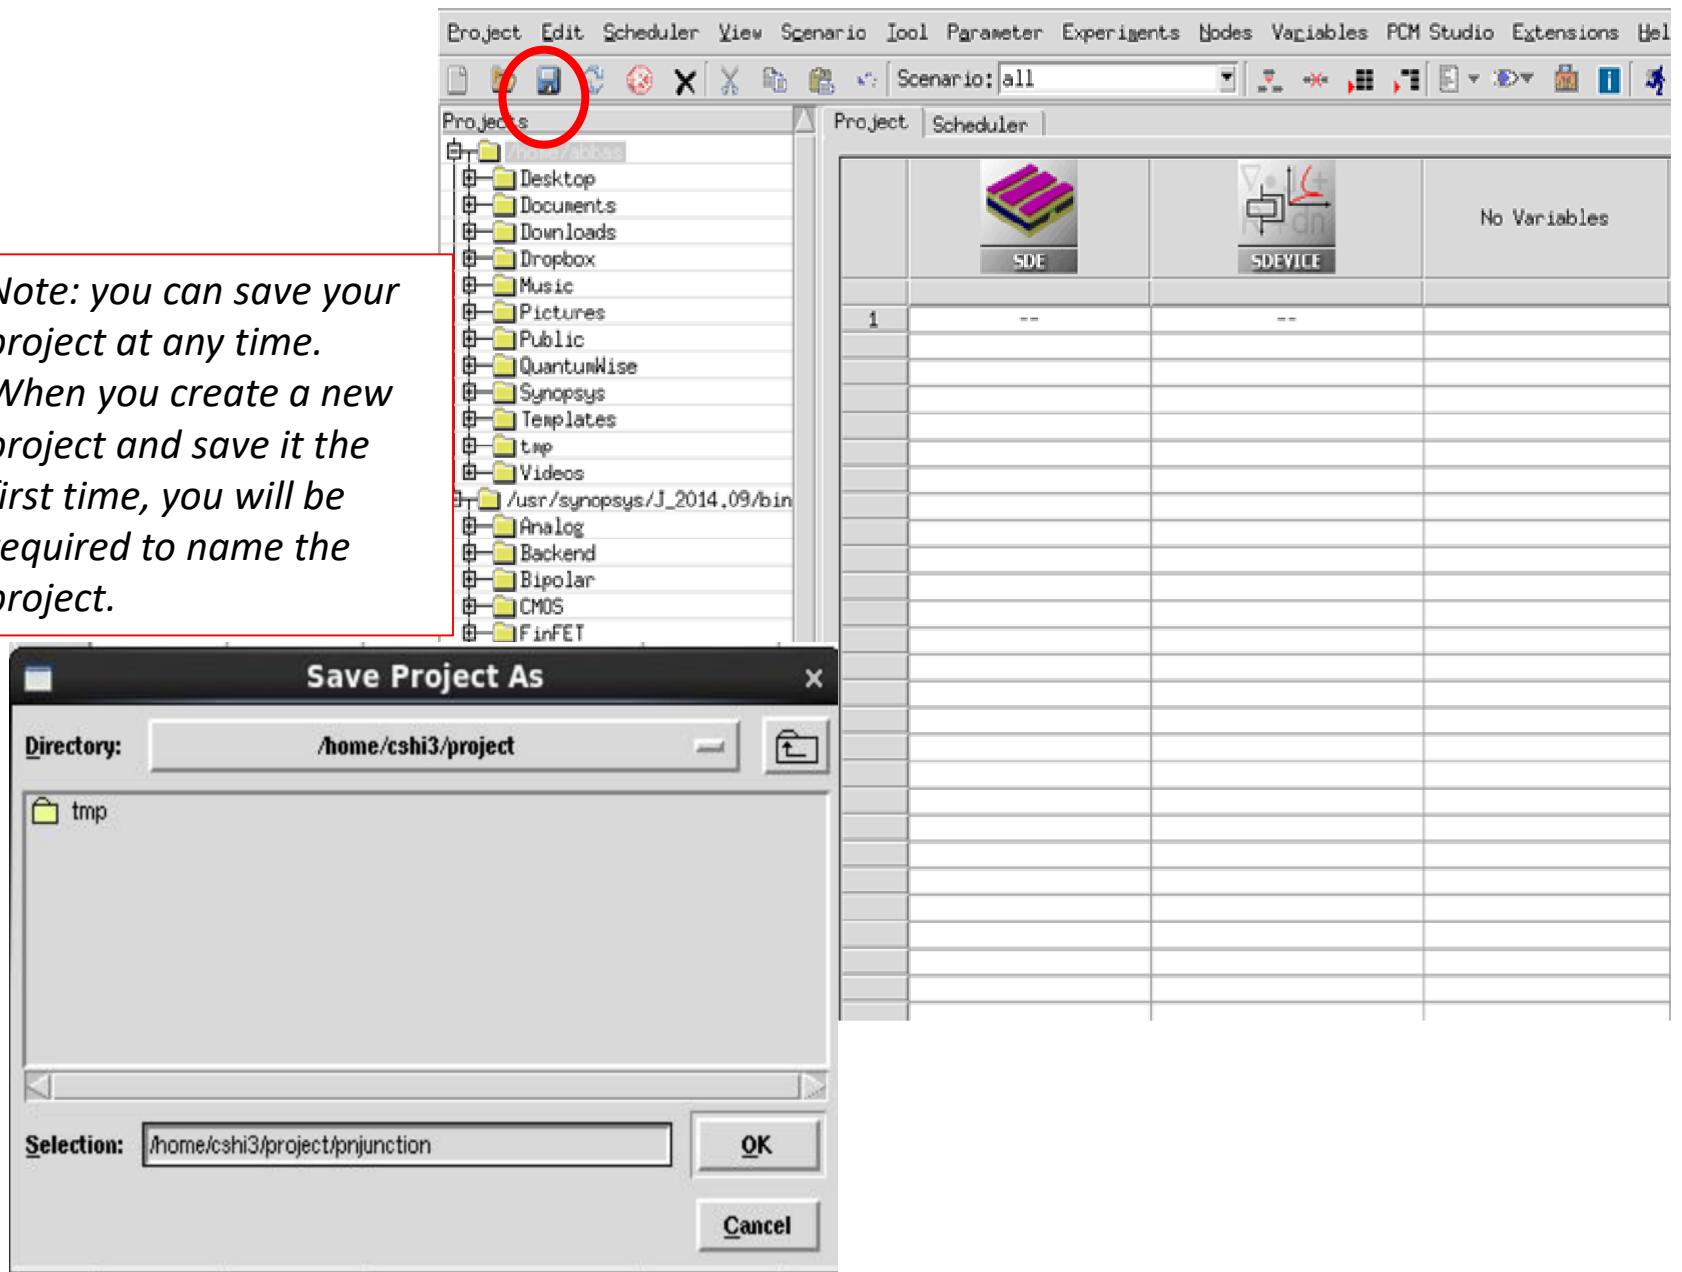 Project Edit Scheduler View Scenario Tool Parameter Experiments Nodes Variables PCM Studio Extensions Hel
Scenario: all
Projects
Project Scheduler
/home/abbas
Desktop
Documents
Downloads
Dropbox
Music
Pictures
Public
QuantumWise
Synopsys
Templates
tmp
Videos
/usr/synopsys/J_2014.09/bin
Analog
Backend
Bipolar
CMOS
FinFET
SDE
SDEVICE
No Variables
1 -- --
Note: you can save your
project at any time.
When you create a new
project and save it the
first time, you will be
required to name the
project.
Save Project As
Directory: /home/cshi3/project
tmp
Selection: /home/cshi3/project/pnjunction
OK
Cancel